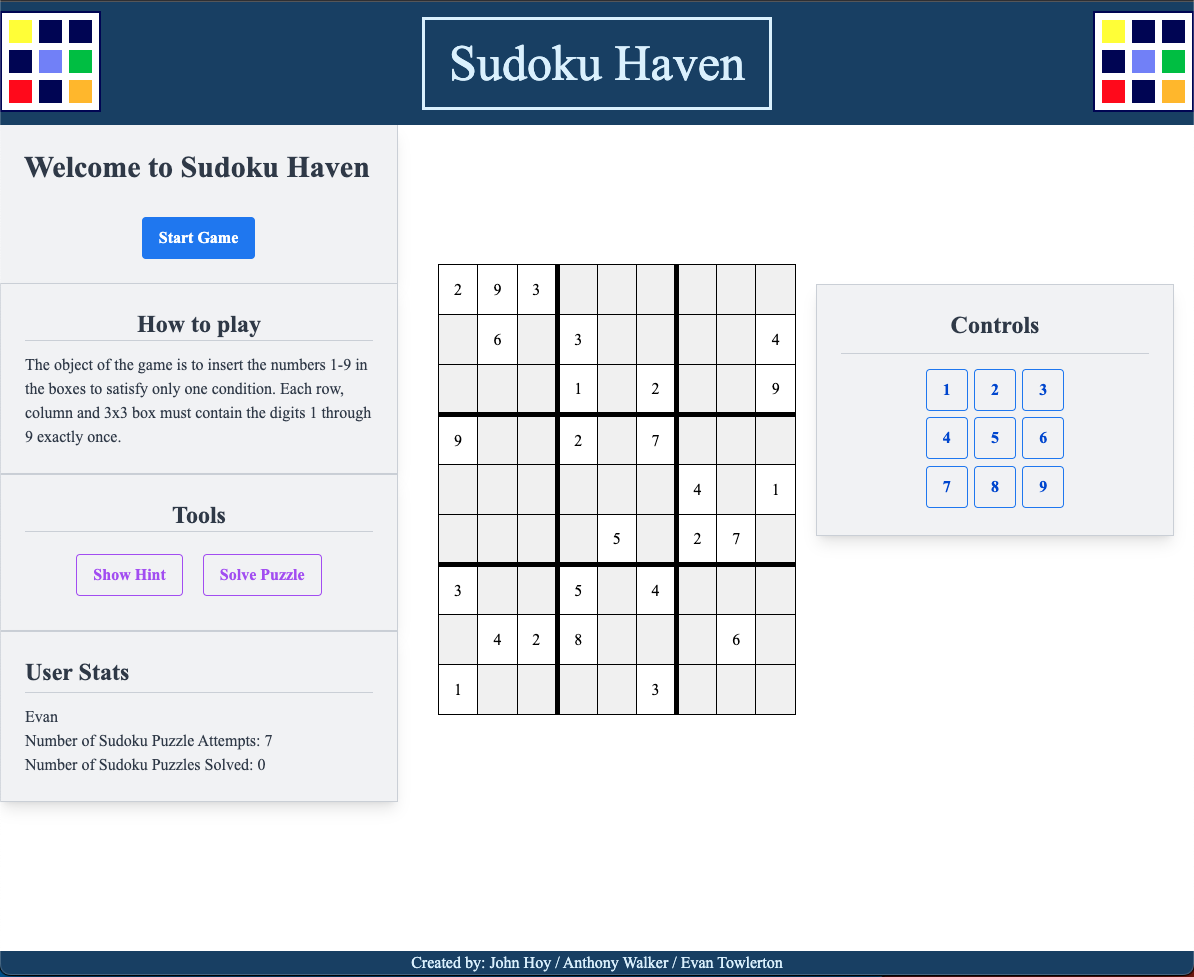 Sudoku Haven
Welcome to Sudoku Haven
Start Game
How to play
The object of the game is to insert the numbers 1-9 in
the boxes to satisfy only one condition. Each row,
column and 3x3 box must contain the digits 1 through
9 exactly once.
Tools
Show Hint Solve Puzzle
User Stats
Evan
Number of Sudoku Puzzle Attempts: 7
Number of Sudoku Puzzles Solved: 0
2 9 3
6 3 4
1 2 9
9 2 7
4 1
5 2 7
3 5 4
4 2 8 6
1 3
Controls
1 2 3
4 5 6
7 8 9
Created by: John Hoy / Anthony Walker / Evan Towlerton